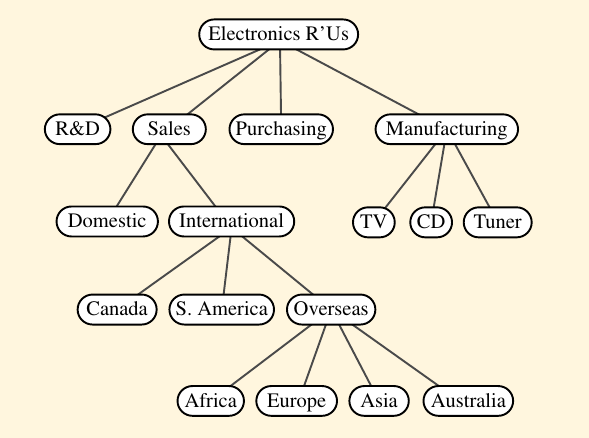 Electronics R'Us
R&D
Sales
Purchasing
Manufacturing
Domestic
International
TV
CD
Tuner
Canada
S. America
Overseas
Africa
Europe
Asia
Australia